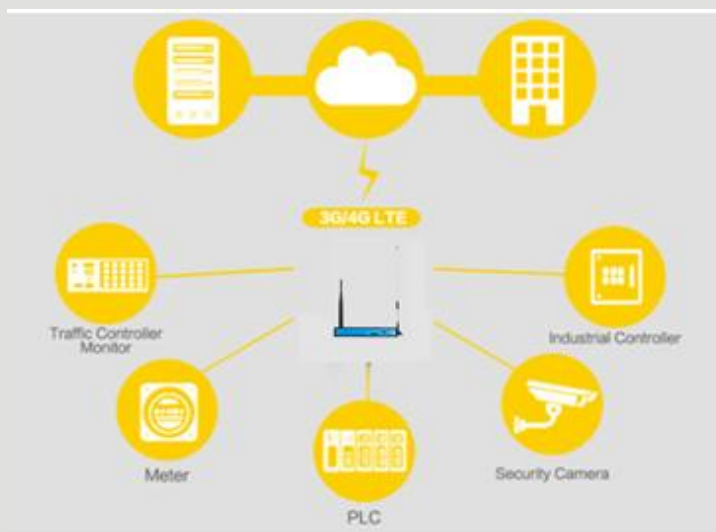 3G/4G LTE
Traffic Controller
Monitor
Industrial Controller
Meter
Security Camera
PLC